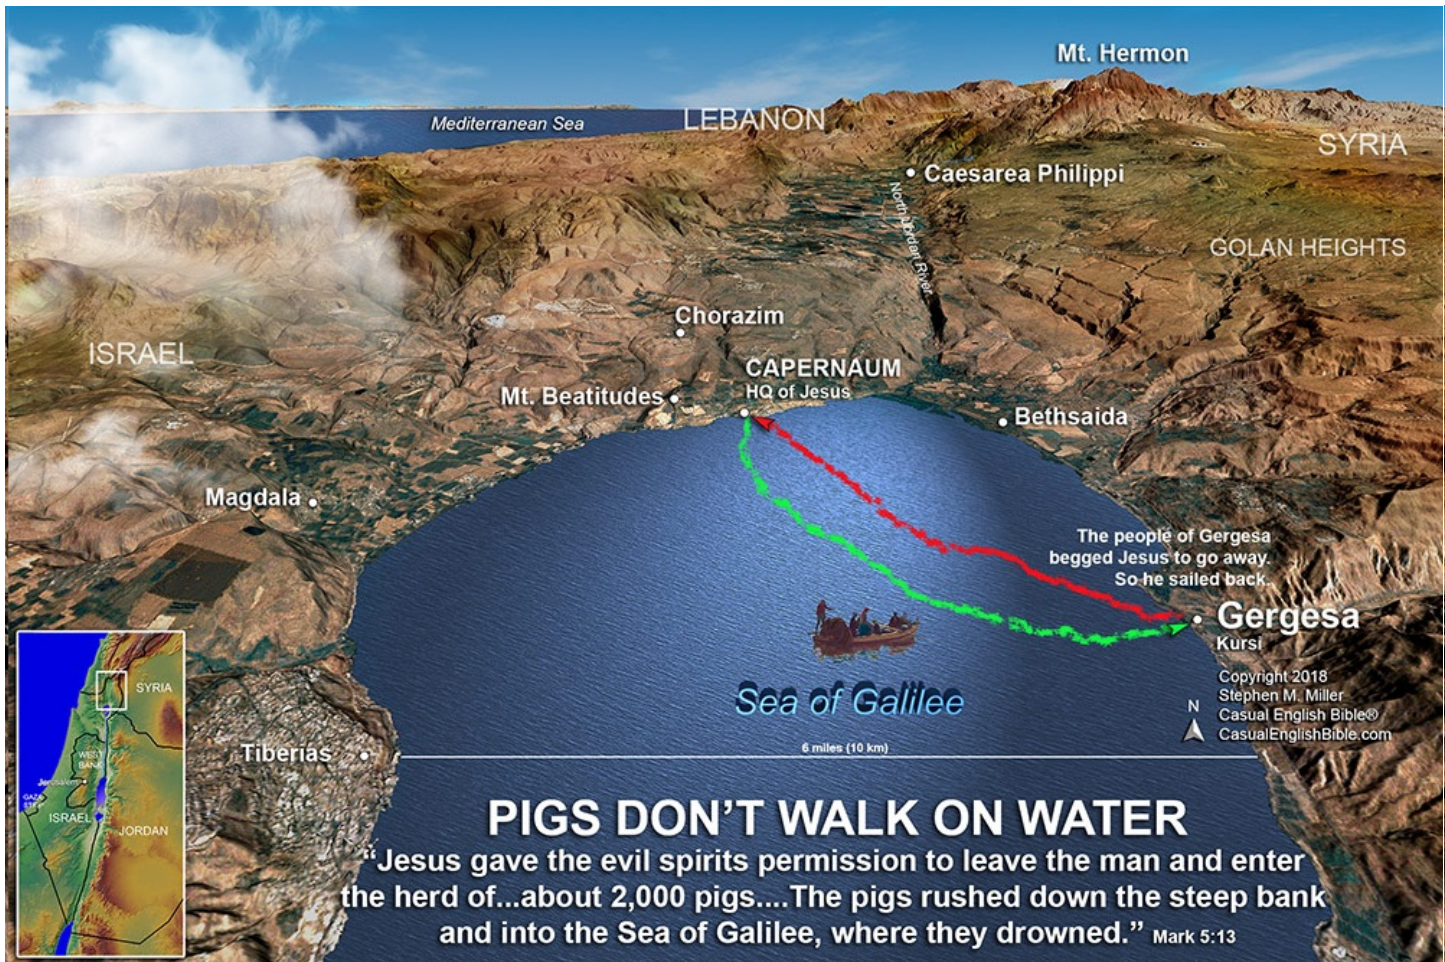 Mt. Hermon
Mediterranean Sea
LEBANON
SYRIA
Caesarea Philippi
North Jordan River
GOLAN HEIGHTS
Chorazim
ISRAEL
CAPERNAUM
HQ of Jesus
Mt. Beatitudes
Bethsaida
Magdala
The people of Gergesa
begged Jesus to go away.
So he sailed back.
Gergesa
Kursi
Copyright 2018
Stephen M. Miller
Casual English Bible®
CasualEnglishBible.com
N
Sea of Galilee
SYRIA
WEST
BANK
Jerusalem
GAZA
ISRAEL
JORDAN
Tiberias
6 miles (10 km)
PIGS DON'T WALK ON WATER
“Jesus gave the evil spirits permission to leave the man and enter
the herd of...about 2,000 pigs....The pigs rushed down the steep bank
and into the Sea of Galilee, where they drowned.” Mark 5:13